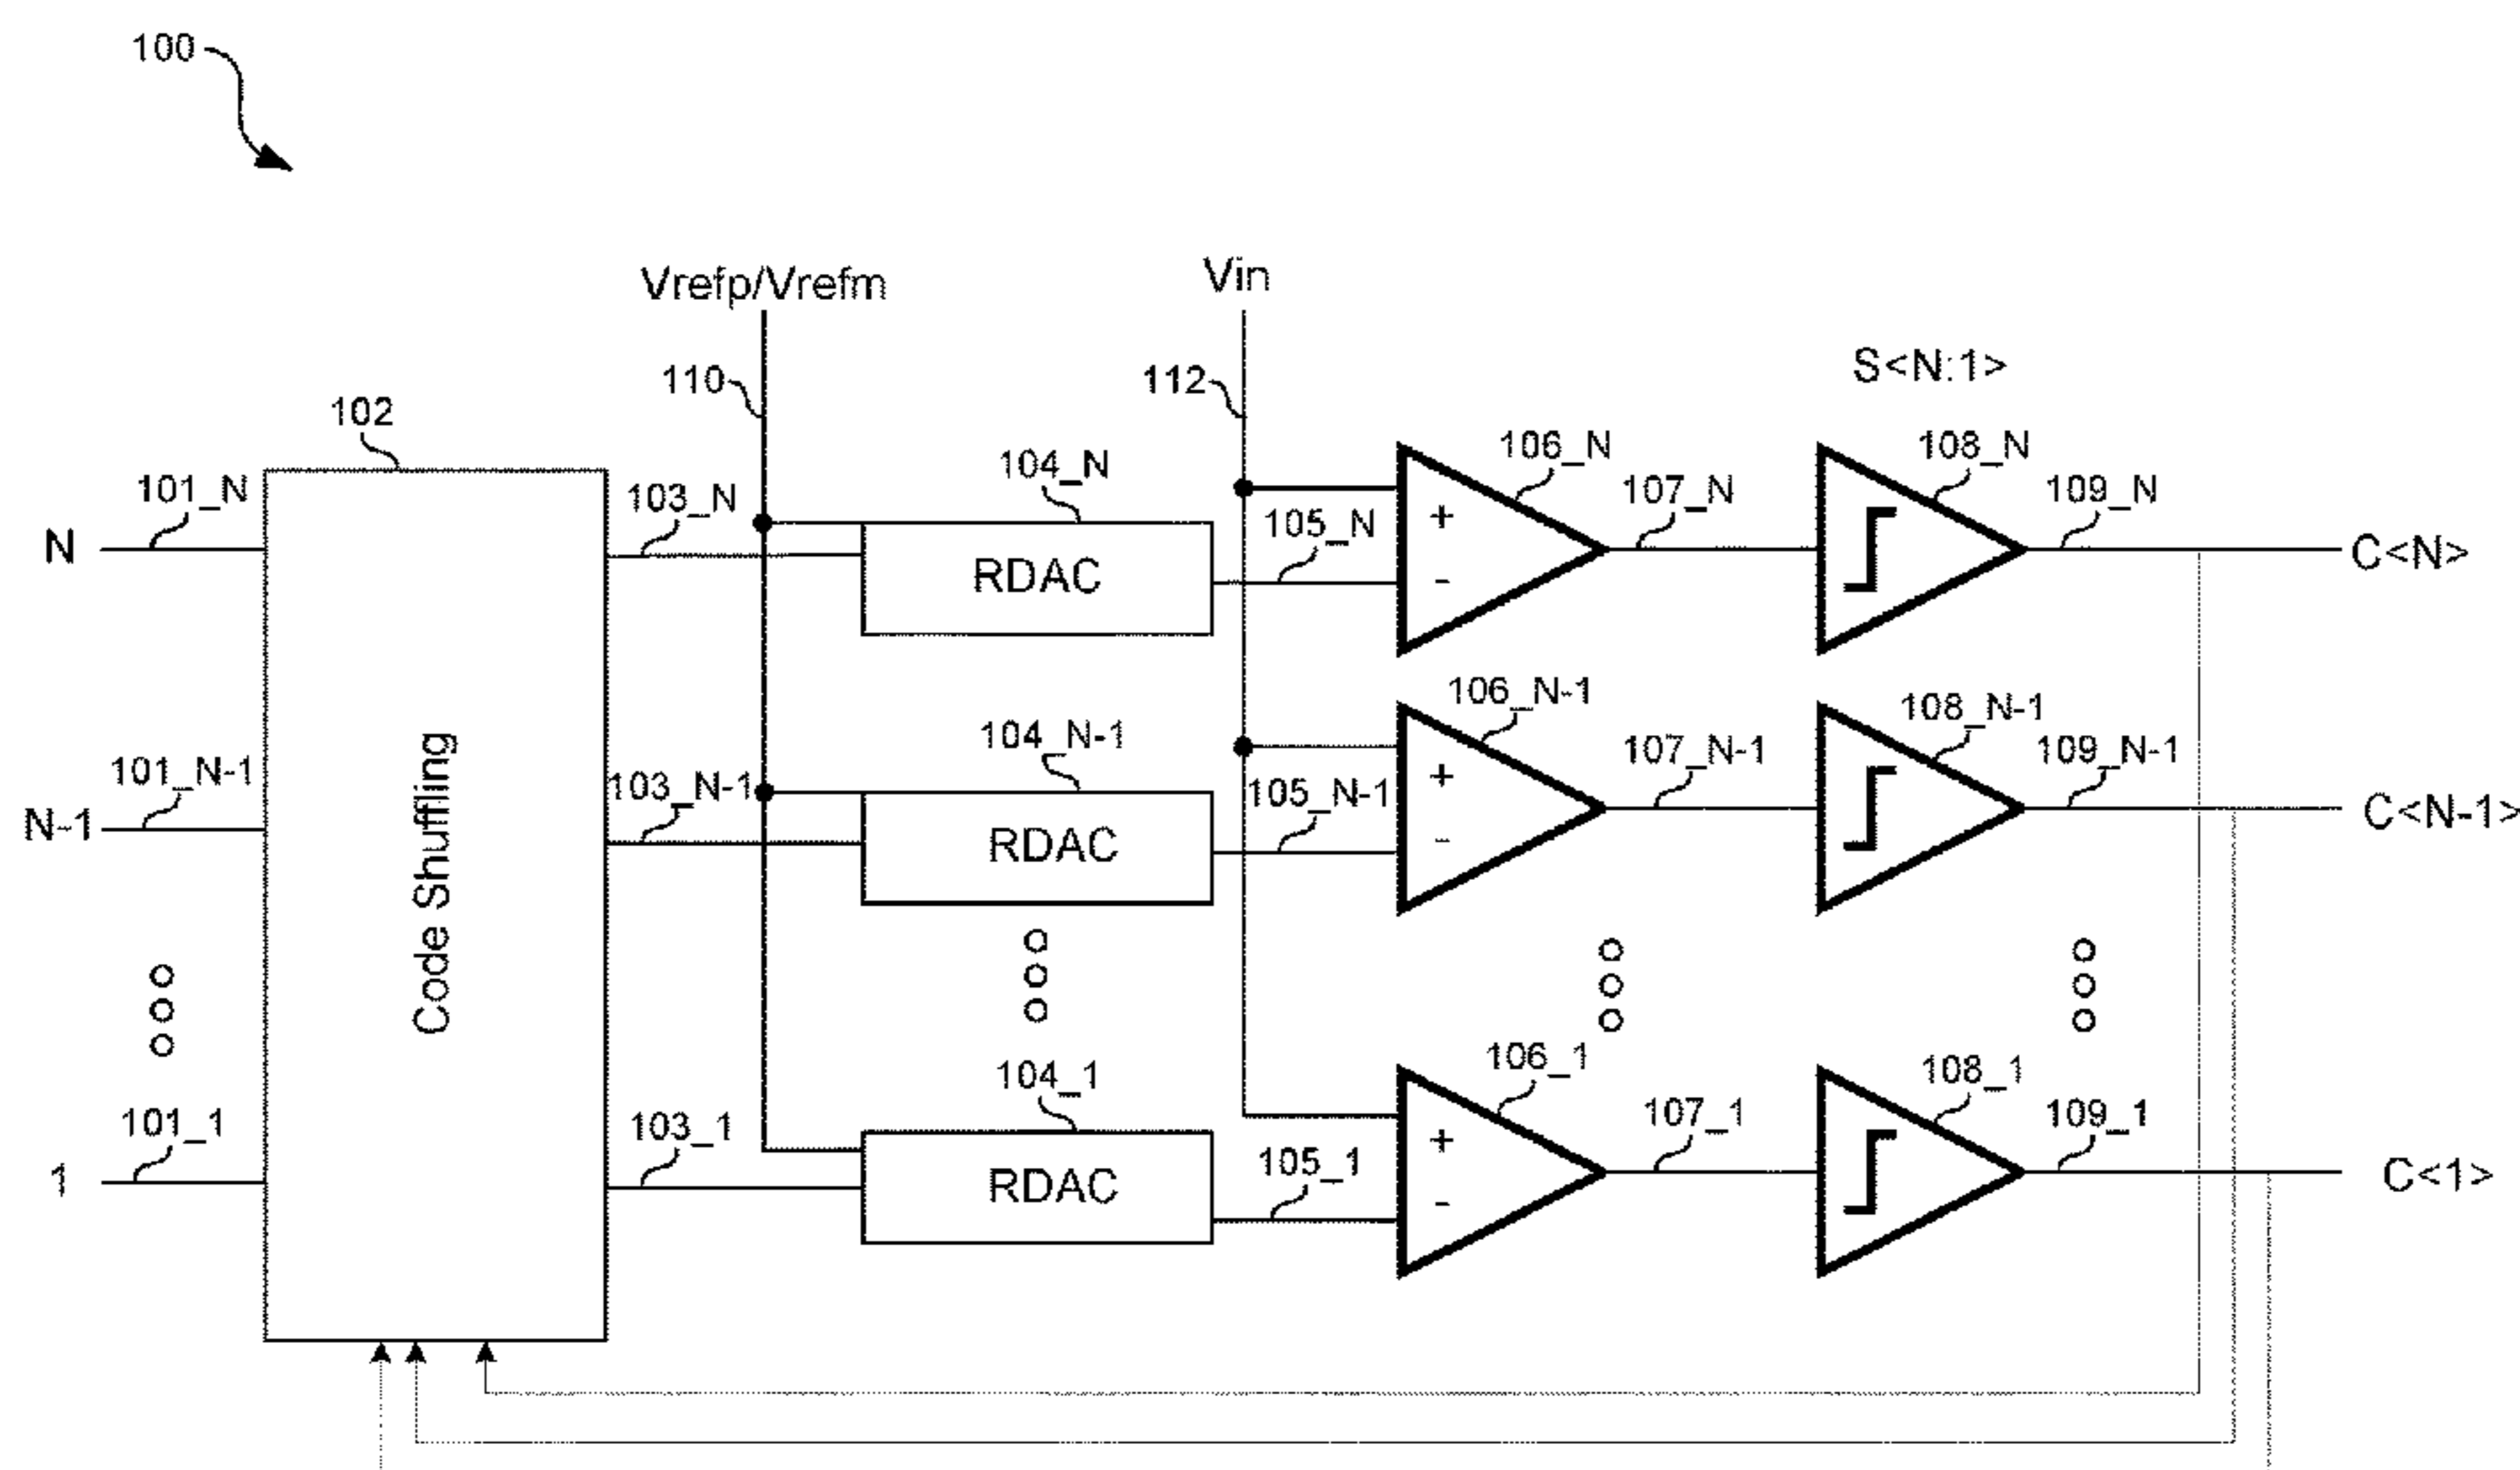 100
Vrefp/Vrefm
Vin
110
112
S<N:1>
102
106_N
108_N
104_N
101_N
103_N
105_N
107_N
109_N
+
N
RDAC
-
C<N>
106_N-1
108_N-1
104_N-1
107_N-1
109_N-1
101_N-1
103_N-1
105_N-1
+
N-1
RDAC
-
C<N-1>
Code Shuffling
106_1
108_1
104_1
101_1
103_1
107_1
109_1
+
105_1
1
RDAC
-
C<1>